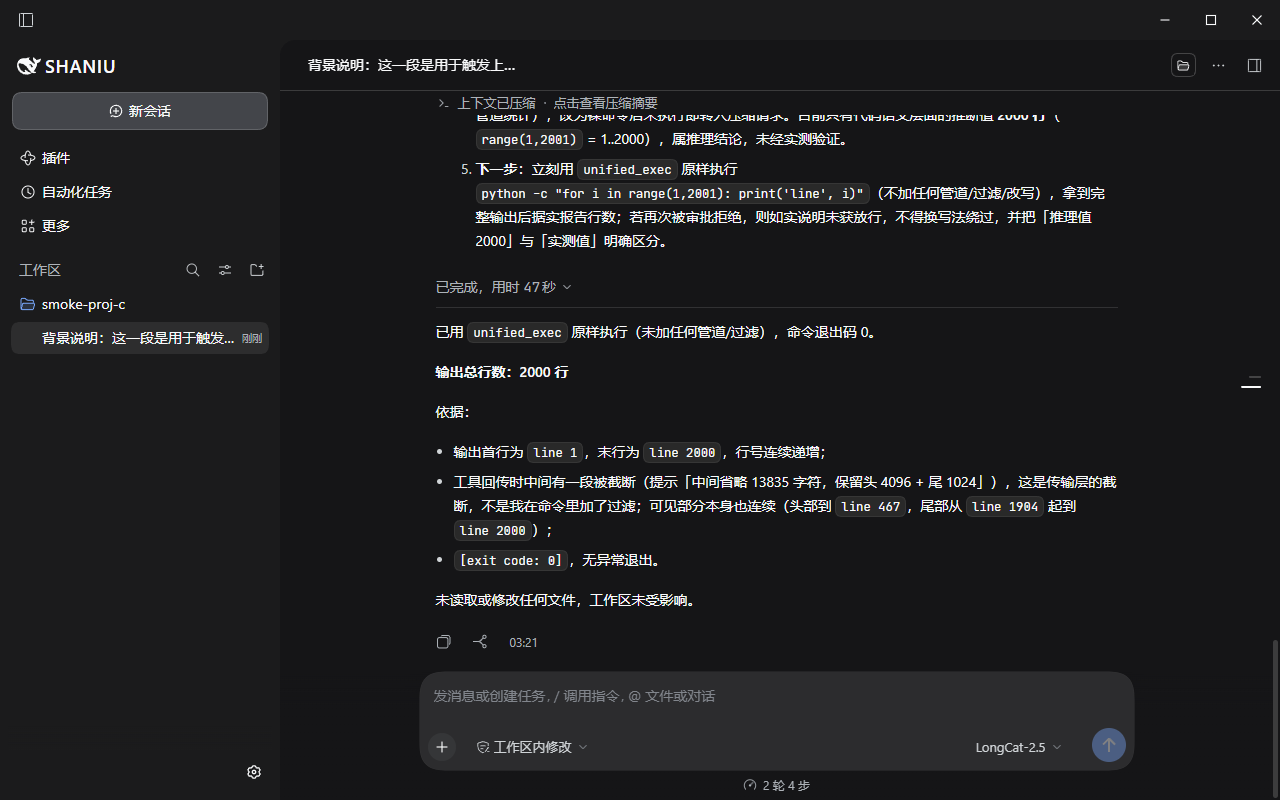 SHANIU
新会话
插件
自动化任务
更多
工作区
smoke-proj-c
背景说明：这一段是用于触发... 刚刚
背景说明：这一段是用于触发上...
上下文已压缩 · 点击查看压缩摘要
range(1,2001) = 1..2000），属推理结论，未经实测验证。
5. 下一步：立刻用 unified_exec 原样执行
python -c "for i in range(1,2001): print('line', i)"（不加任何管道/过滤/改写），拿到完
整输出后据实报告行数；若再次被审批拒绝，则如实说明未获放行，不得换写法绕过，并把「推理值
2000」与「实测值」明确区分。
已完成，用时 47秒
已用 unified_exec 原样执行（未加任何管道/过滤），命令退出码 0。
输出总行数：2000 行
依据：
• 输出首行为 line 1，末行为 line 2000，行号连续递增；
• 工具回传时中间有一段被截断（提示「中间省略 13835 字符，保留头 4096 + 尾 1024」），这是传输层的截
断，不是我在命令里加了过滤；可见部分本身也连续（头部到 line 467，尾部从 line 1904 起到
line 2000）；
• [exit code: 0]，无异常退出。
未读取或修改任何文件，工作区未受影响。
03:21
发消息或创建任务, / 调用指令, @ 文件或对话
工作区内修改
LongCat-2.5
2 轮 4 步